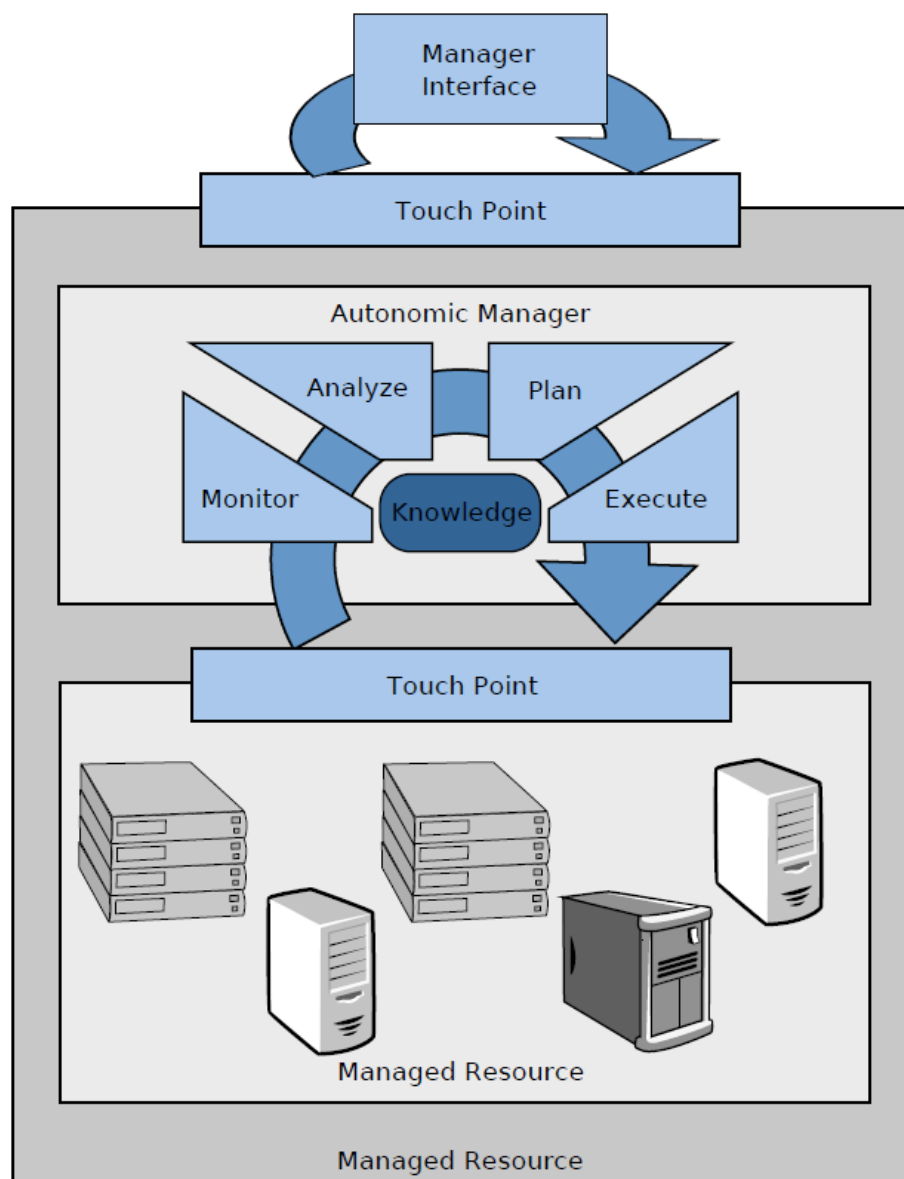 Manager
Interface
Touch Point
Autonomic Manager
Analyze
Plan
Monitor
Knowledge
Execute
Touch Point
Managed Resource
Managed Resource